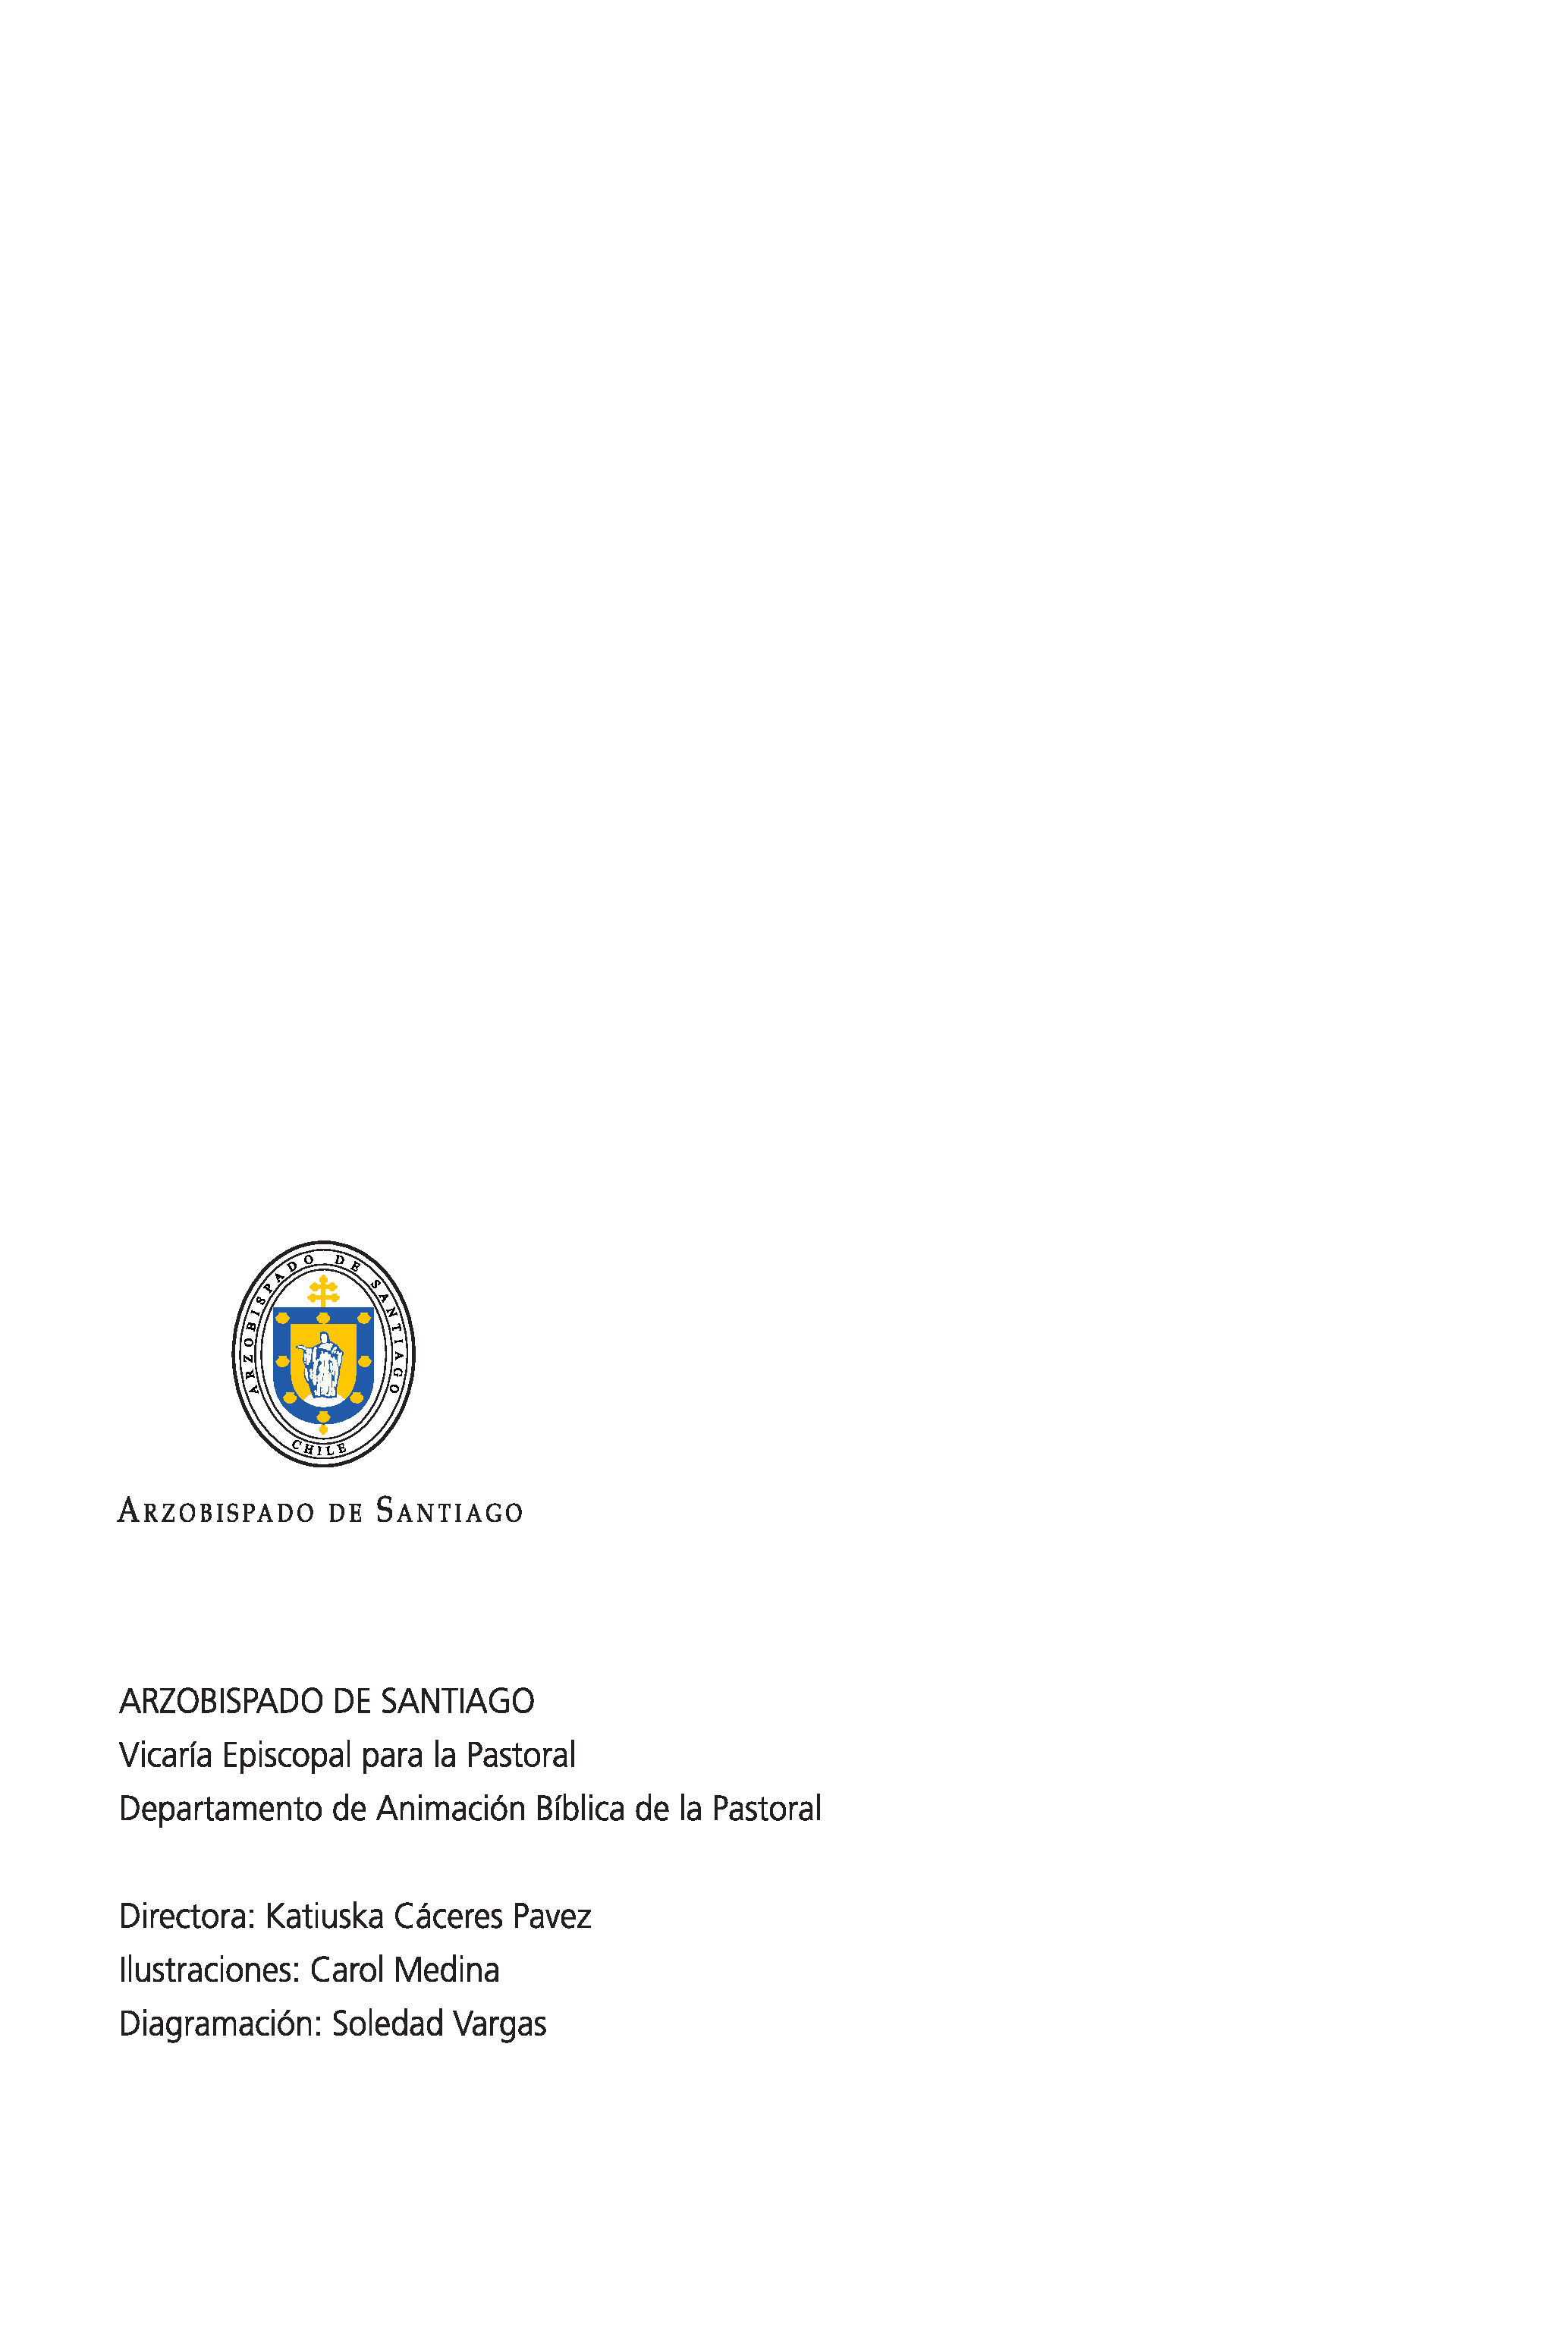 ARZOBISPADO DE SANTIAGO
CHILE
ARZOBISPADO DE SANTIAGO
ARZOBISPADO DE SANTIAGO
Vicaría Episcopal para la Pastoral
Departamento de Animación Bíblica de la Pastoral
Directora: Katiuska Cáceres Pavez
Ilustraciones: Carol Medina
Diagramación: Soledad Vargas